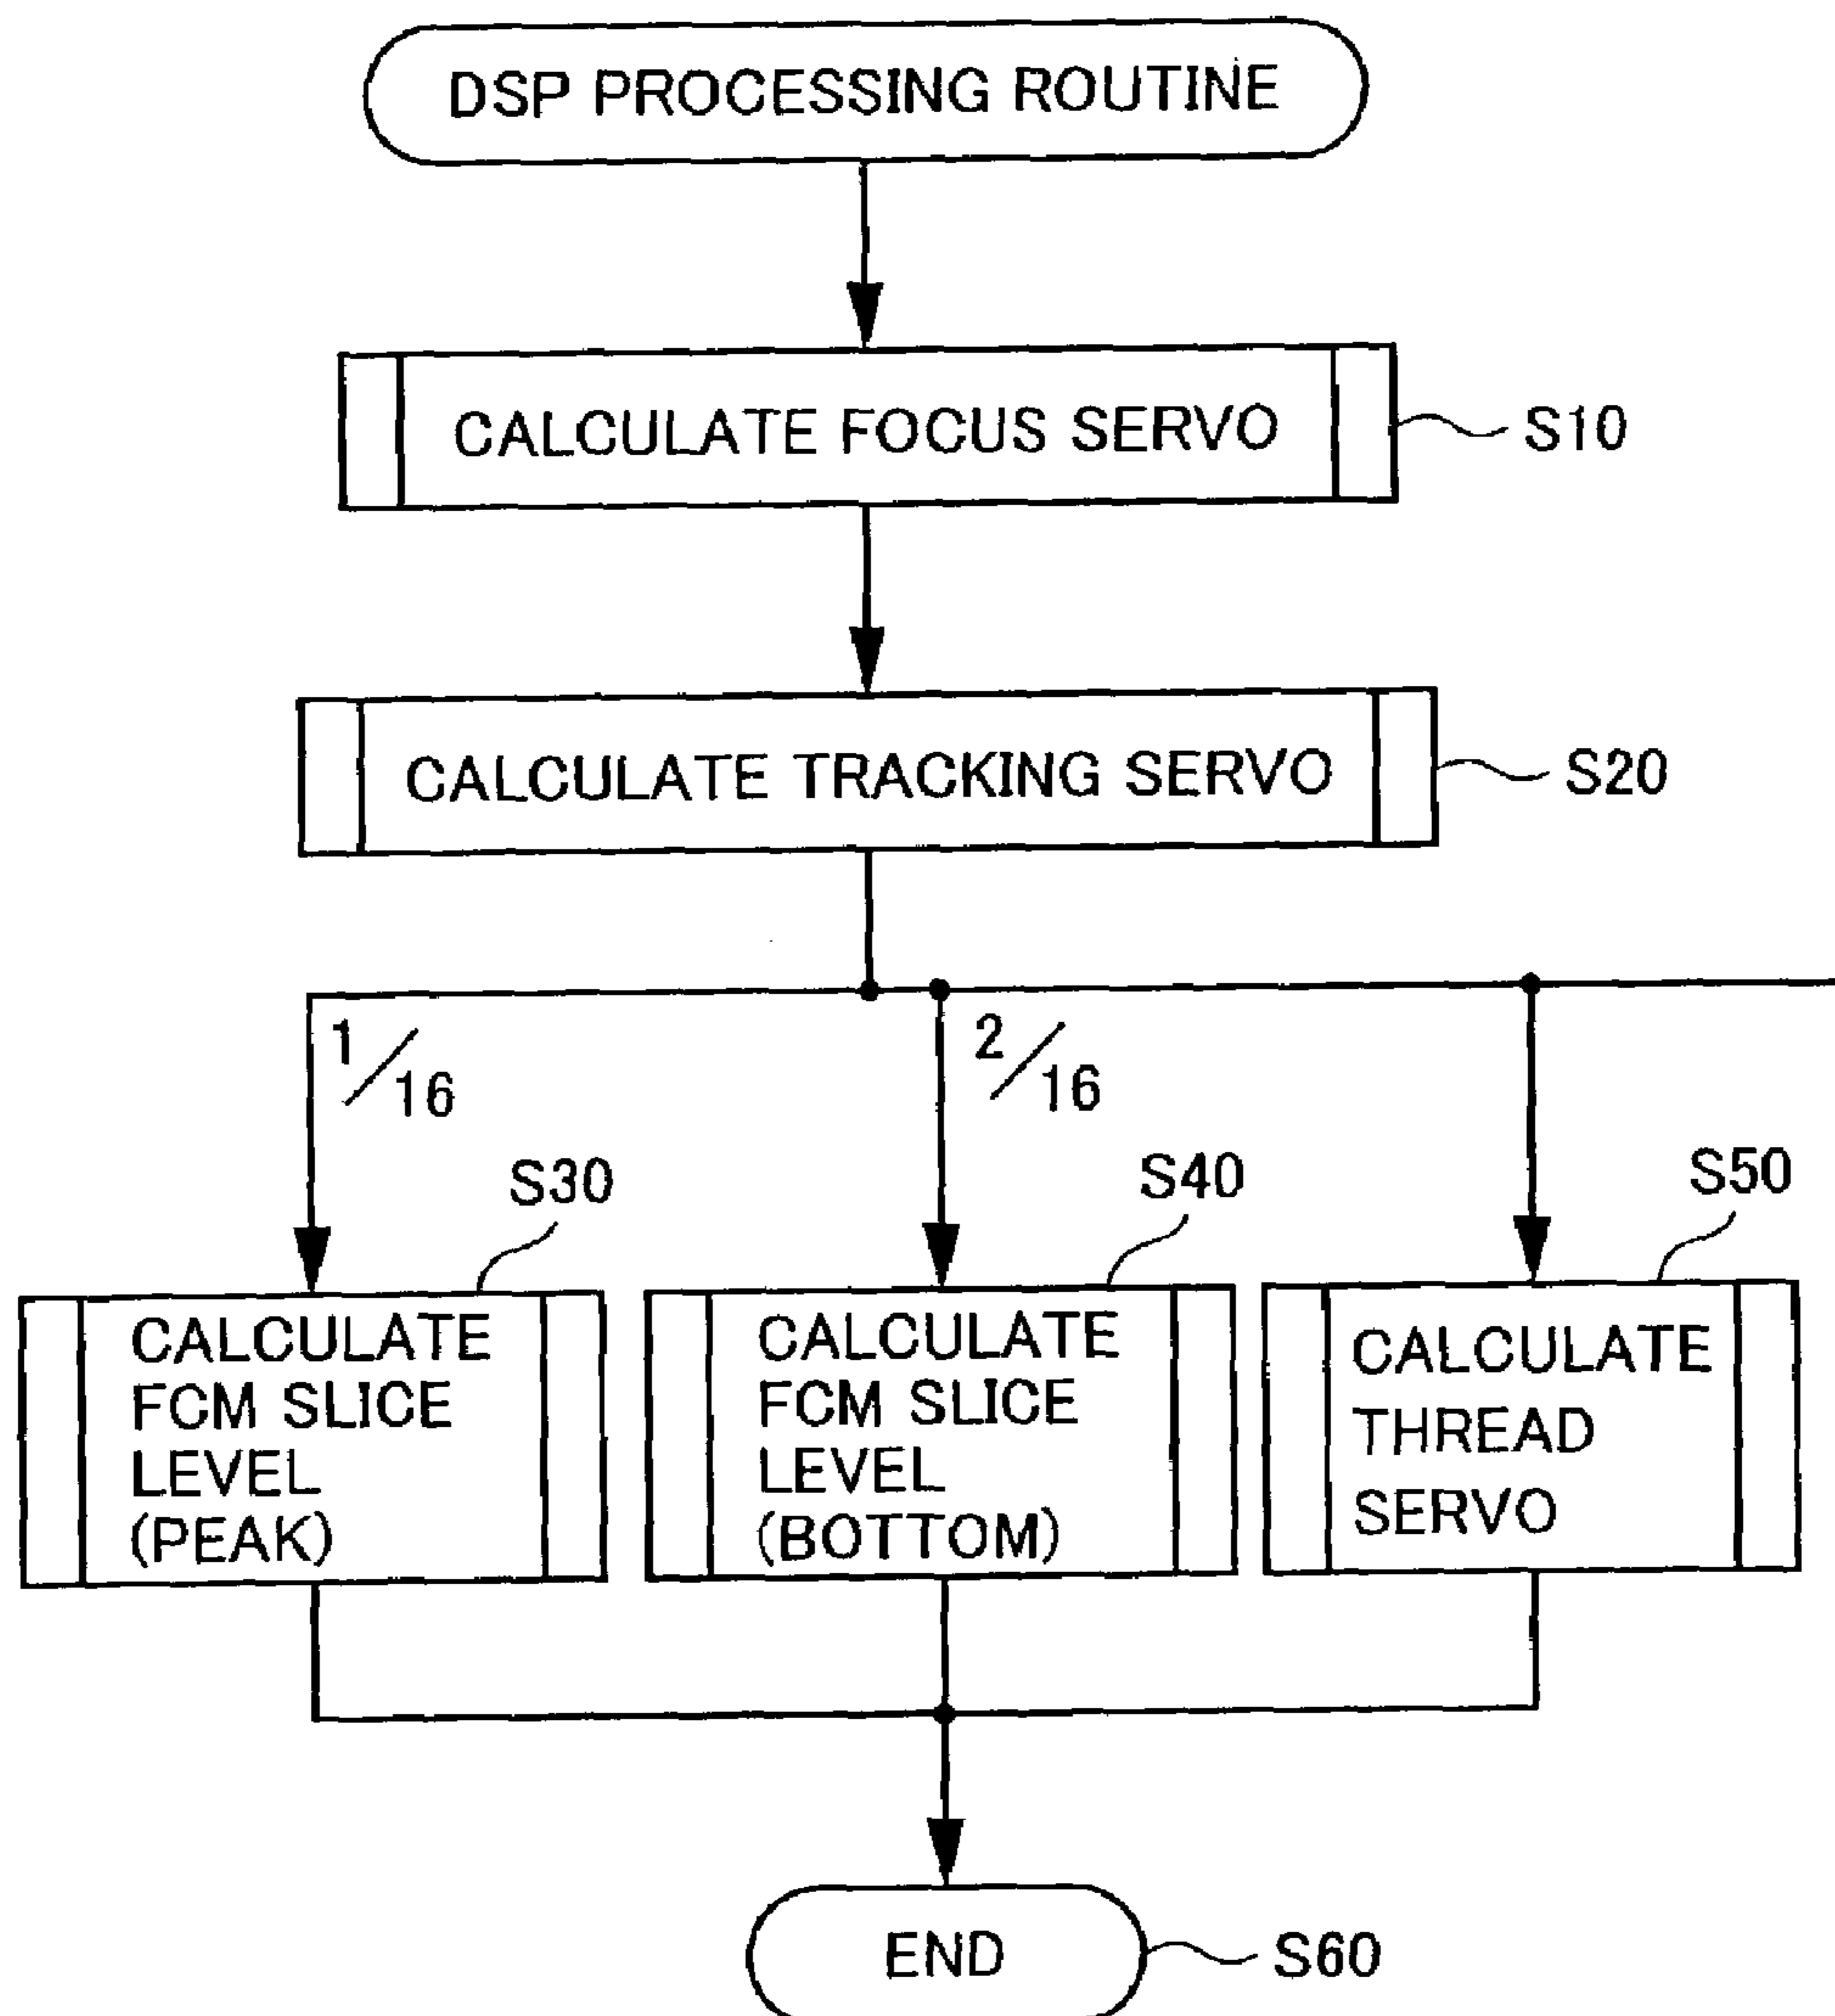 DSP PROCESSING ROUTINE
CALCULATE FOCUS SERVO
S10
CALCULATE TRACKING SERVO
S20
1/16
2/16
S30
S40
S50
CALCULATE
FCM SLICE
LEVEL
(PEAK)
CALCULATE
FCM SLICE
LEVEL
(BOTTOM)
CALCULATE
THREAD
SERVO
END
S60